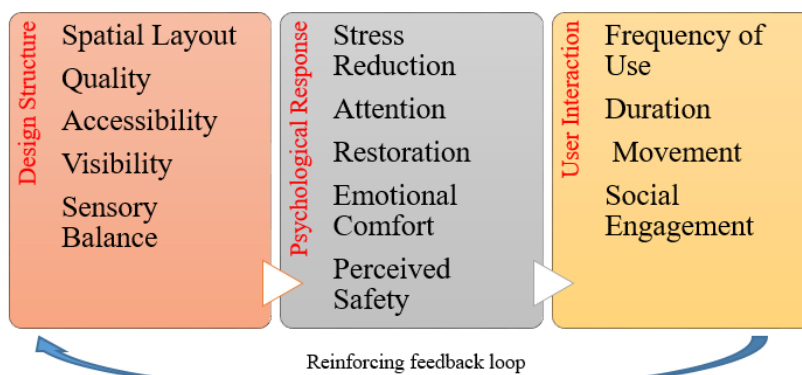 Design Structure
Spatial Layout
Quality
Accessibility
Visibility
Sensory
Balance
Psychological Response
Stress
Reduction
Attention
Restoration
Emotional
Comfort
Perceived
Safety
User Interaction
Frequency of
Use
Duration
Movement
Social
Engagement
Reinforcing feedback loop